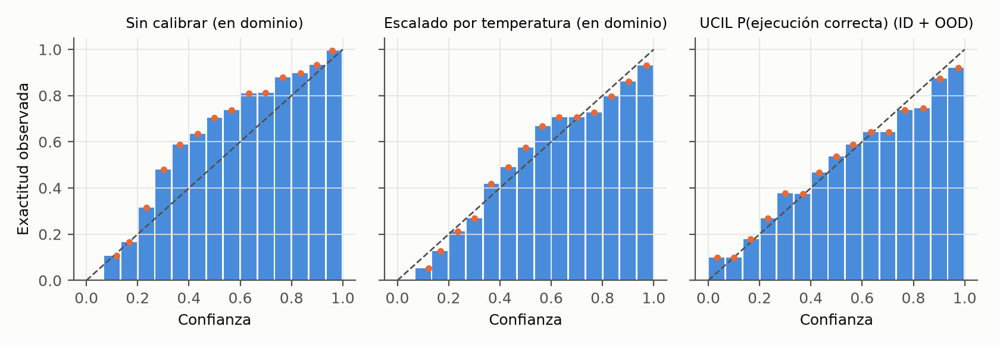 Sin calibrar (en dominio)
Escalado por temperatura (en dominio)
UCIL P(ejecución correcta) (ID + OOD)
Exactitud observada
1.0
0.8
0.6
0.4
0.2
0.0
0.0 0.2 0.4 0.6 0.8 1.0
0.0 0.2 0.4 0.6 0.8 1.0
0.0 0.2 0.4 0.6 0.8 1.0
Confianza
Confianza
Confianza